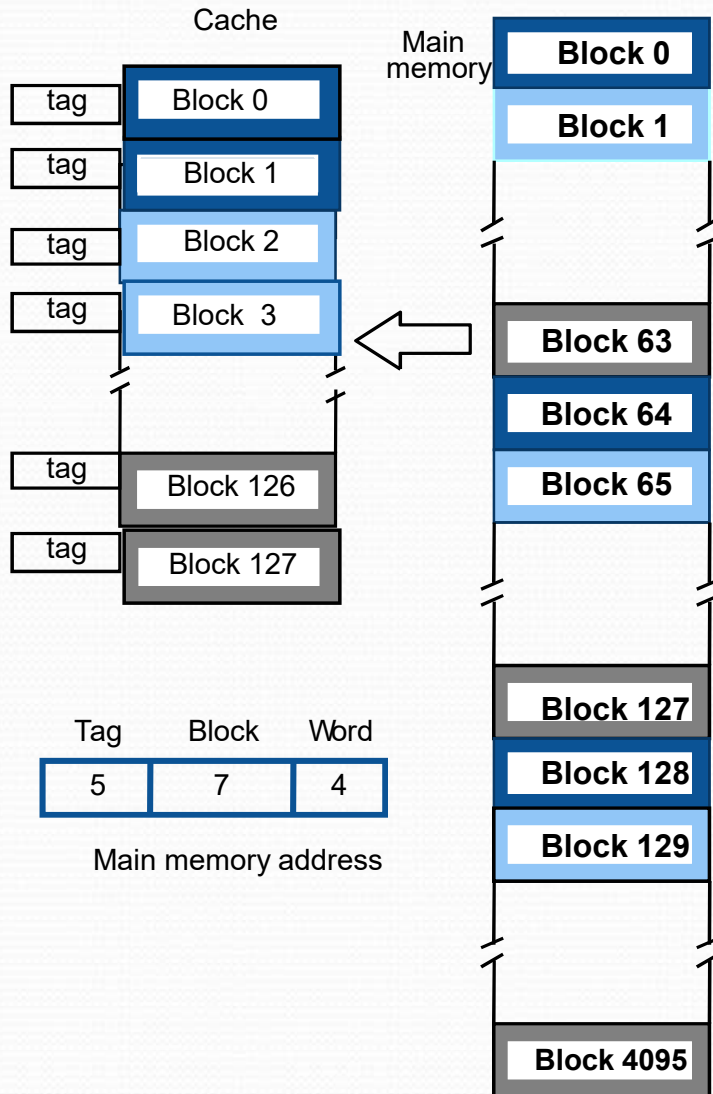 Cache
tag
Block 0
tag
Block 1
tag
Block 2
tag
Block 3
tag
Block 126
tag
Block 127
Main
memory
Block 0
Block 1
Block 63
Block 64
Block 65
Block 127
Block 128
Block 129
Block 4095
Tag Block Word
5 7 4
Main memory address